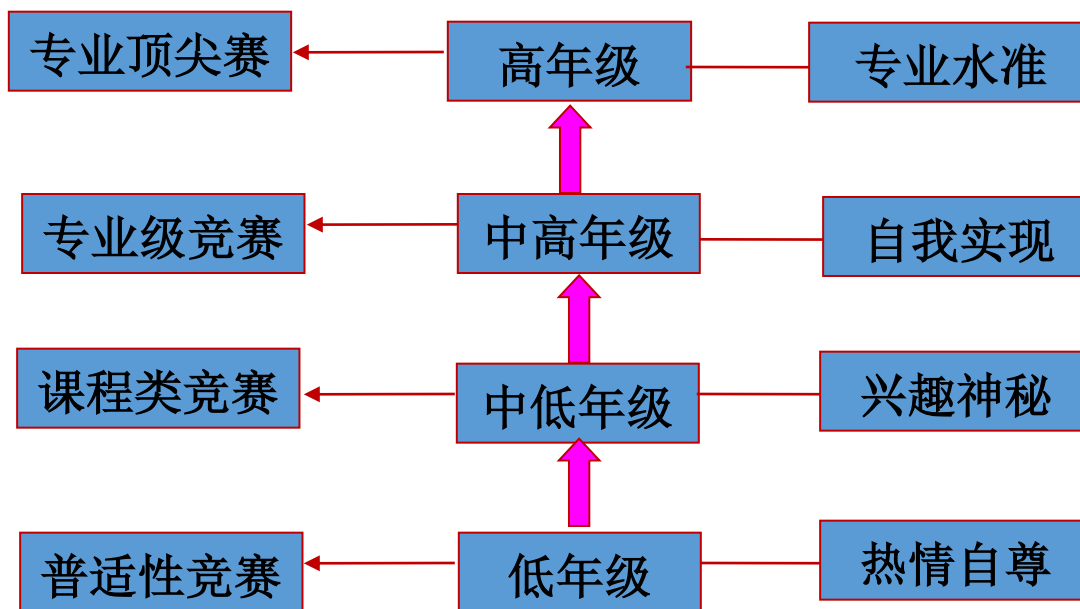 专业顶尖赛
高年级
专业水准
专业级竞赛
中高年级
自我实现
课程类竞赛
中低年级
兴趣神秘
普适性竞赛
低年级
热情自尊